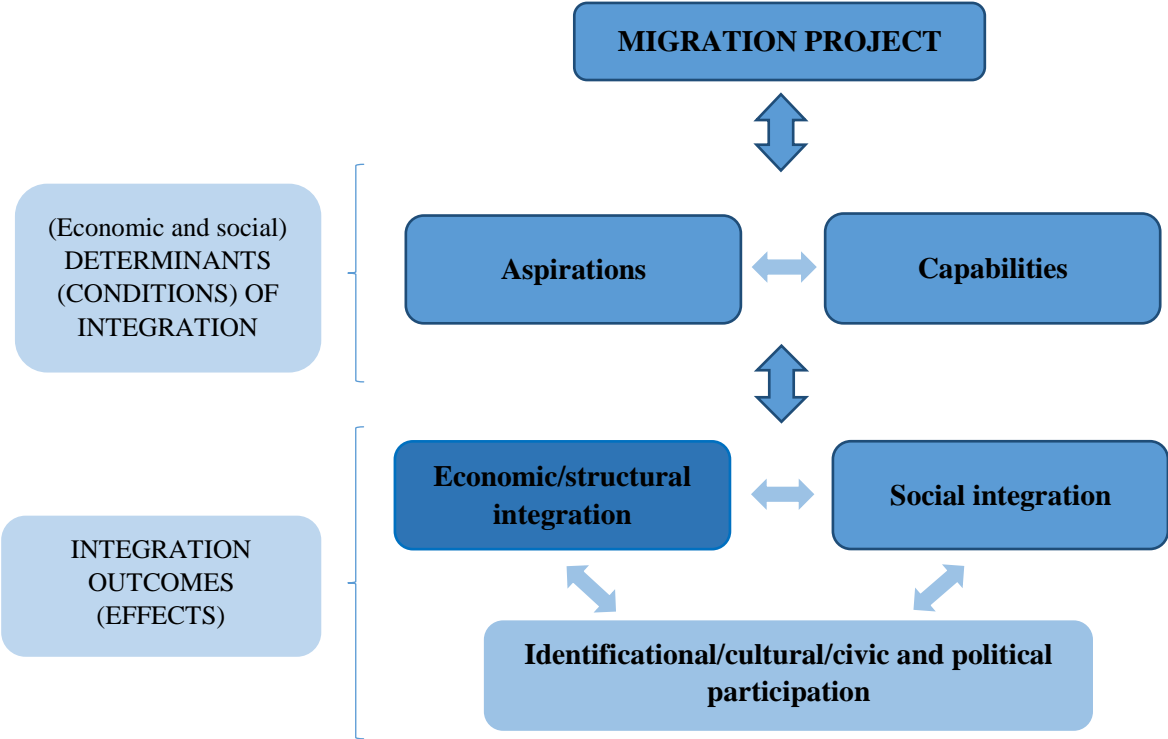 MIGRATION PROJECT
(Economic and social)
DETERMINANTS
(CONDITIONS) OF
INTEGRATION
Aspirations
Capabilities
INTEGRATION
OUTCOMES
(EFFECTS)
Economic/structural
integration
Social integration
Identificational/cultural/civic and political
participation